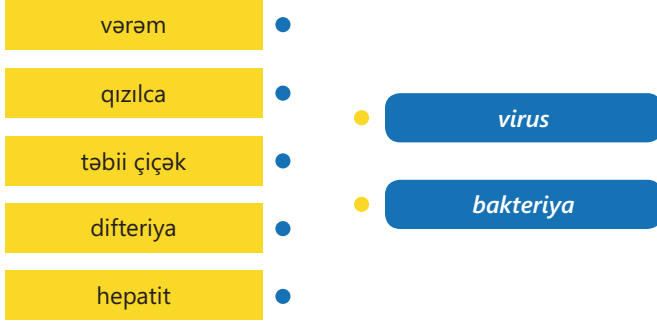 vərəm
qızılca
təbii çiçək
difteriya
hepatit
virus
bakteriya